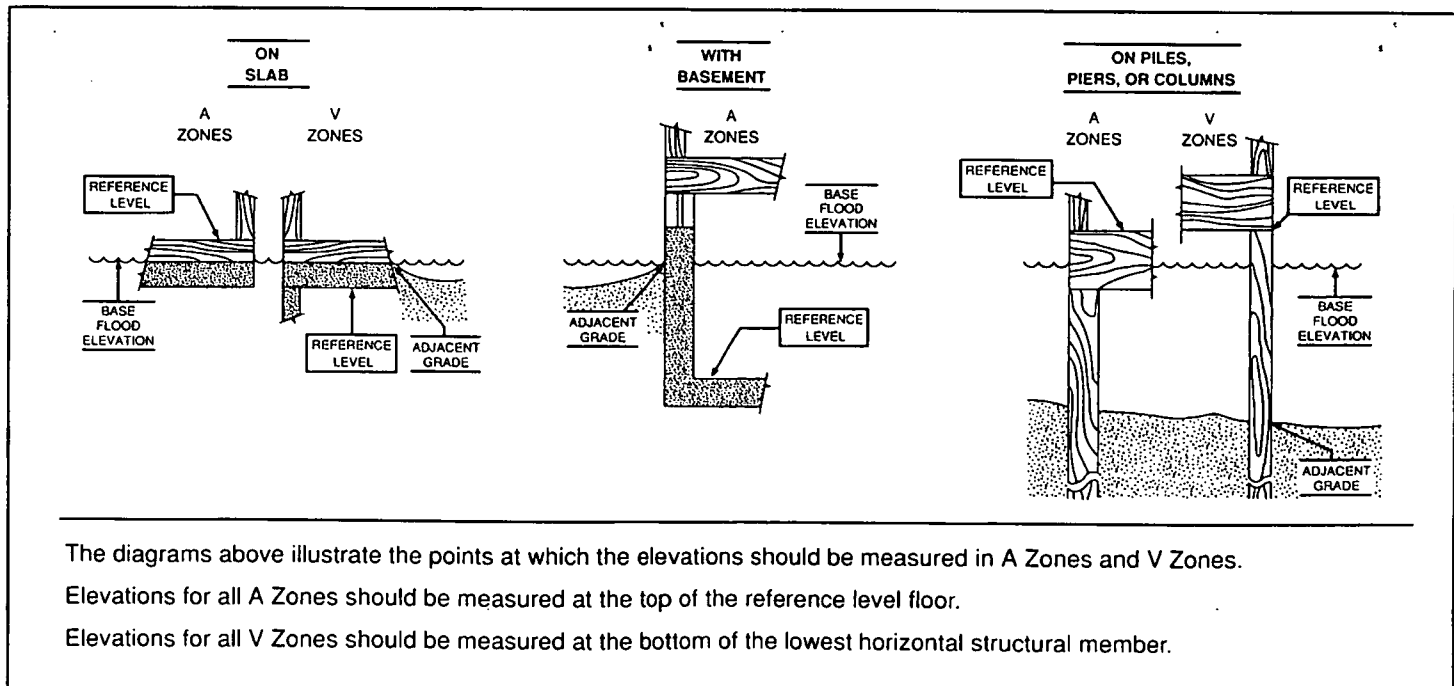 ON
SLAB
A
ZONES
V
ZONES
REFERENCE
LEVEL
BASE
FLOOD
ELEVATION
REFERENCE
LEVEL
ADJACENT
GRADE
WITH
BASEMENT
A
ZONES
BASE
FLOOD
ELEVATION
ADJACENT
GRADE
REFERENCE
LEVEL
ON PILES,
PIERS, OR COLUMNS
A
ZONES
V
ZONES
REFERENCE
LEVEL
REFERENCE
LEVEL
BASE
FLOOD
ELEVATION
ADJACENT
GRADE
The diagrams above illustrate the points at which the elevations should be measured in A Zones and V Zones.
Elevations for all A Zones should be measured at the top of the reference level floor.
Elevations for all V Zones should be measured at the bottom of the lowest horizontal structural member.